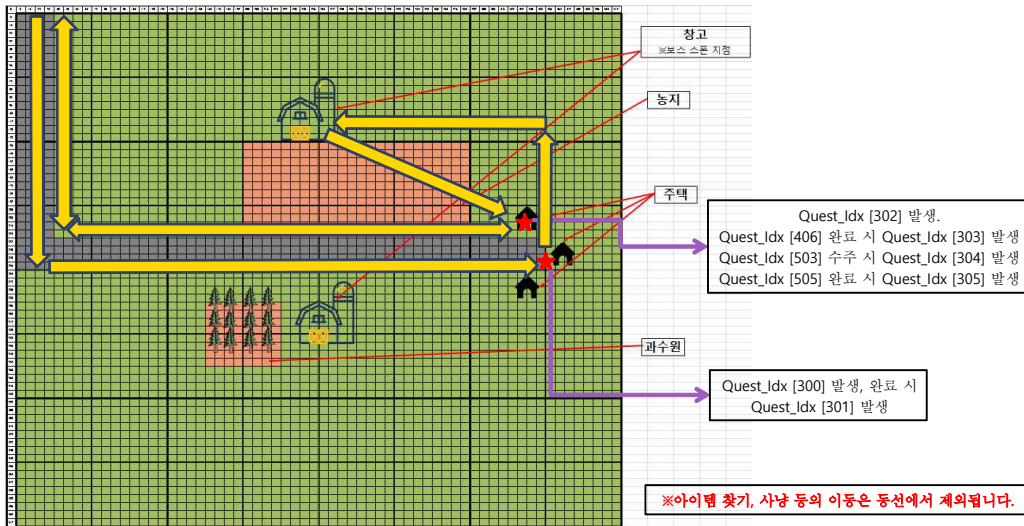 창고
※보스 스폰 지점
농지
주택
Quest_Idx [302] 발생.
Quest_Idx [406] 완료 시 Quest_Idx [303] 발생
Quest_Idx [503] 수주 시 Quest_Idx [304] 발생
Quest_Idx [505] 완료 시 Quest_Idx [305] 발생
과수원
Quest_Idx [300] 발생, 완료 시
Quest_Idx [301] 발생
※아이템 찾기, 사냥 등의 이동은 동선에서 제외됩니다.